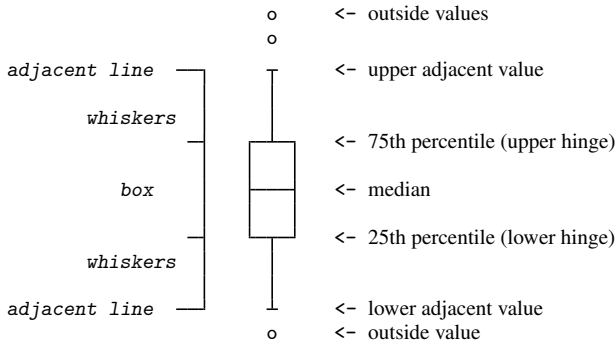 o <- outside values
o
adjacent line <- upper adjacent value
whiskers
<- 75th percentile (upper hinge)
box <- median
<- 25th percentile (lower hinge)
whiskers
adjacent line <- lower adjacent value
o <- outside value